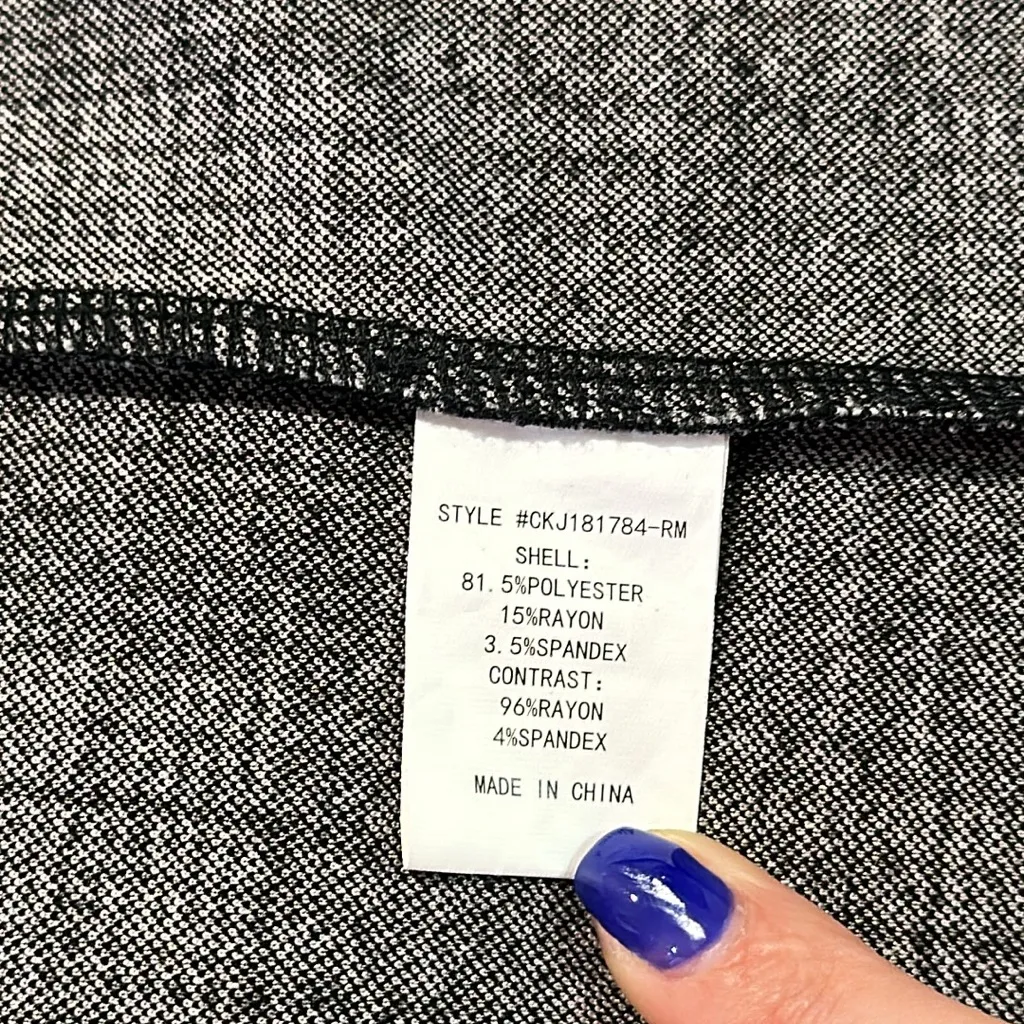 STYLE #CKJ181784-RM
SHELL:
81.5%POLYESTER
15%RAYON
3.5%SPANDEX
CONTRAST:
96%RAYON
4%SPANDEX
MADE IN CHINA